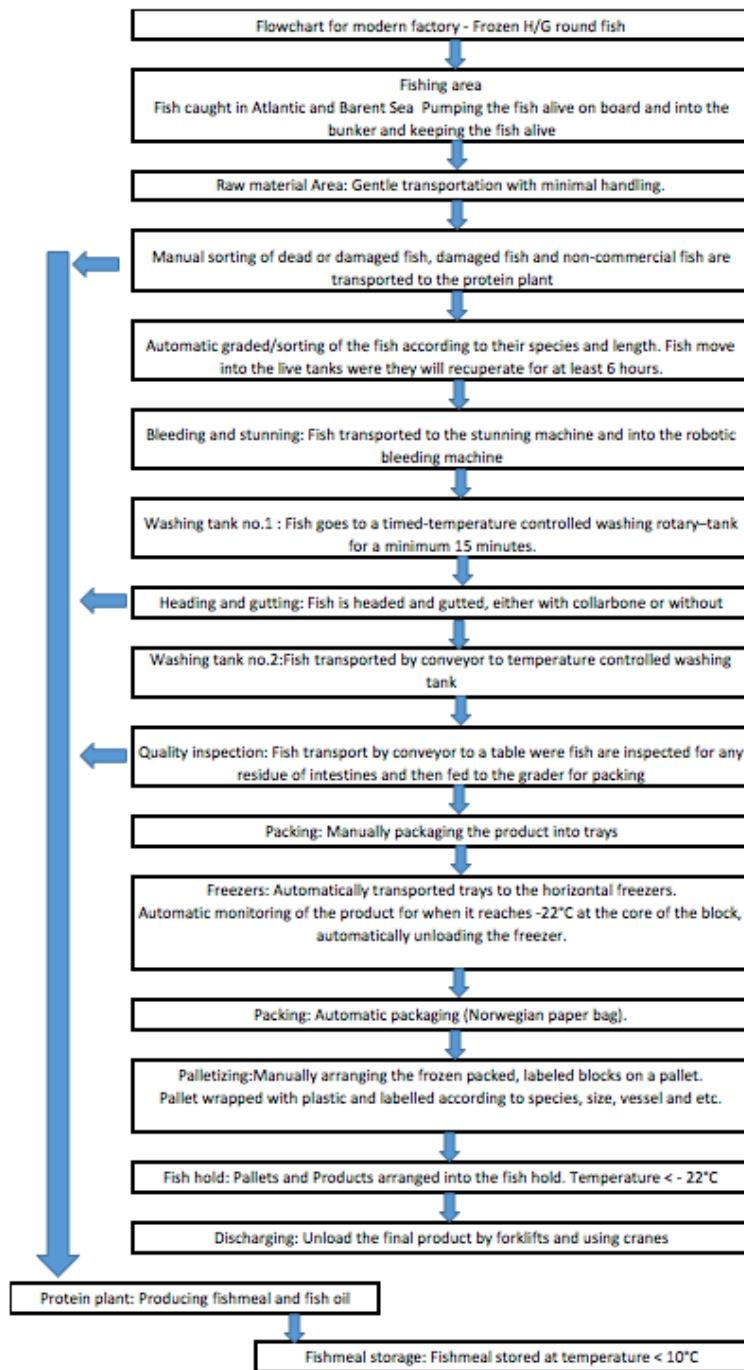 Flowchart for modern factory - Frozen H/G round fish
Fishing area
Fish caught in Atlantic and Barent Sea  Pumping the fish alive on board and into the
bunker and keeping the fish alive
Raw material Area: Gentle transportation with minimal handling.
Manual sorting of dead or damaged fish, damaged fish and non-commercial fish are
transported to the protein plant
Automatic graded/sorting of the fish according to their species and length. Fish move
into the live tanks were they will recuperate for at least 6 hours.
Bleeding and stunning: Fish transported to the stunning machine and into the robotic
bleeding machine
Washing tank no.1 : Fish goes to a timed-temperature controlled washing rotary–tank
for a minimum 15 minutes.
Heading and gutting: Fish is headed and gutted, either with collarbone or without
Washing tank no.2:Fish transported by conveyor to temperature controlled washing
tank
Quality inspection: Fish transport by conveyor to a table were fish are inspected for any
residue of intestines and then fed to the grader for packing
Packing: Manually packaging the product into trays
Freezers: Automatically transported trays to the horizontal freezers.
Automatic monitoring of the product for when it reaches -22°C at the core of the block,
automatically unloading the freezer.
Packing: Automatic packaging (Norwegian paper bag).
Palletizing:Manually arranging the frozen packed, labeled blocks on a pallet.
Pallet wrapped with plastic and labelled according to species, size, vessel and etc.
Fish hold: Pallets and Products arranged into the fish hold. Temperature < - 22°C
Discharging: Unload the final product by forklifts and using cranes
Protein plant: Producing fishmeal and fish oil
Fishmeal storage: Fishmeal stored at temperature < 10°C